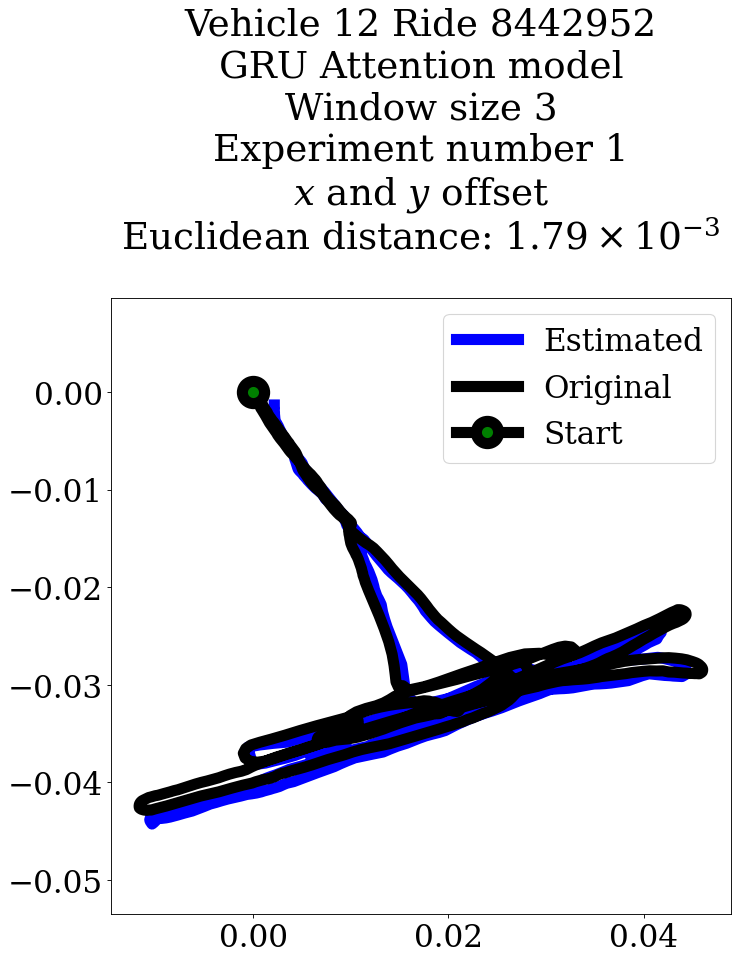 Vehicle 12 Ride 8442952
GRU Attention model
Window size 3
Experiment number 1
x and y offset
Euclidean distance: 1.79 × 10⁻³
Estimated
Original
Start
0.00
−0.01
−0.02
−0.03
−0.04
−0.05
0.00 0.02 0.04